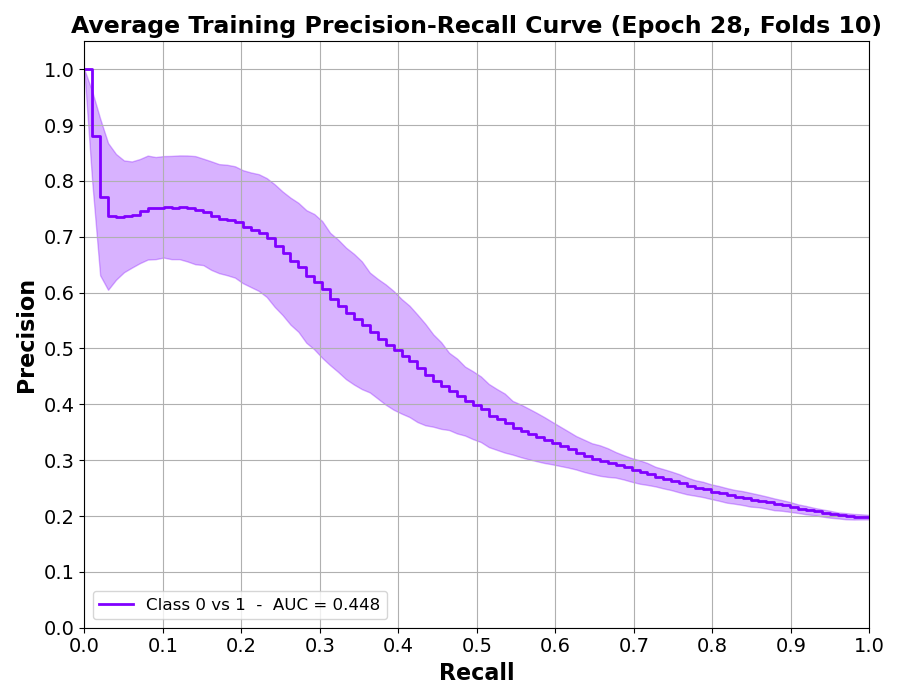 Average Training Precision-Recall Curve (Epoch 28, Folds 10)
1.0
0.9
0.8
0.7
0.6
0.5
0.4
0.3
0.2
0.1
0.0
Precision
Class 0 vs 1 - AUC = 0.448
0.0 0.1 0.2 0.3 0.4 0.5 0.6 0.7 0.8 0.9 1.0
Recall